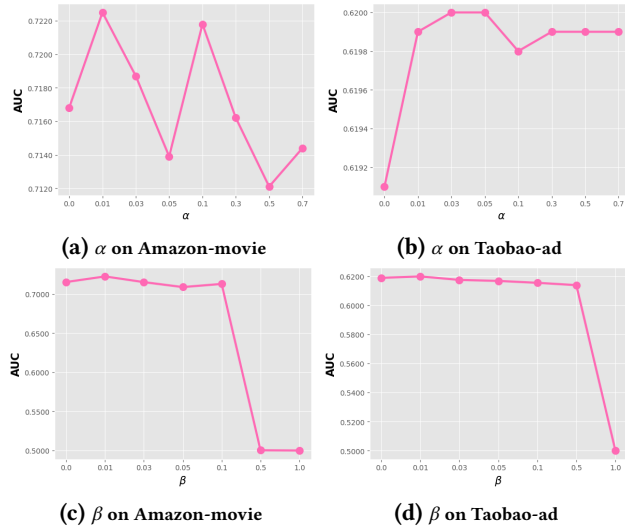 0.7220
0.7200
0.7180
0.7160
0.7140
0.7120
AUC
0.0 0.01 0.03 0.05 0.1 0.3 0.5 0.7
α
(a) α on Amazon-movie
0.6200
0.6198
0.6196
0.6194
0.6192
AUC
0.0 0.01 0.03 0.05 0.1 0.3 0.5 0.7
α
(b) α on Taobao-ad
0.7000
0.6500
0.6000
0.5500
0.5000
AUC
0.0 0.01 0.03 0.05 0.1 0.5 1.0
β
(c) β on Amazon-movie
0.6200
0.6000
0.5800
0.5600
0.5400
0.5200
0.5000
AUC
0.0 0.01 0.03 0.05 0.1 0.5 1.0
β
(d) β on Taobao-ad